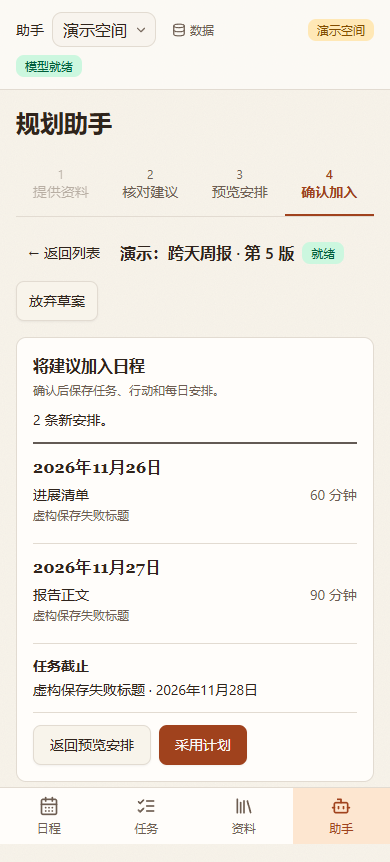 助手 演示空间 数据 演示空间
模型就绪
规划助手
1 2 3 4
提供资料 核对建议 预览安排 确认加入
← 返回列表 演示：跨天周报 · 第 5 版 就绪
放弃草案
将建议加入日程
确认后保存任务、行动和每日安排。
2 条新安排。
2026年11月26日
进展清单 60 分钟
虚构保存失败标题
2026年11月27日
报告正文 90 分钟
虚构保存失败标题
任务截止
虚构保存失败标题 · 2026年11月28日
返回预览安排 采用计划
日程 任务 资料 助手